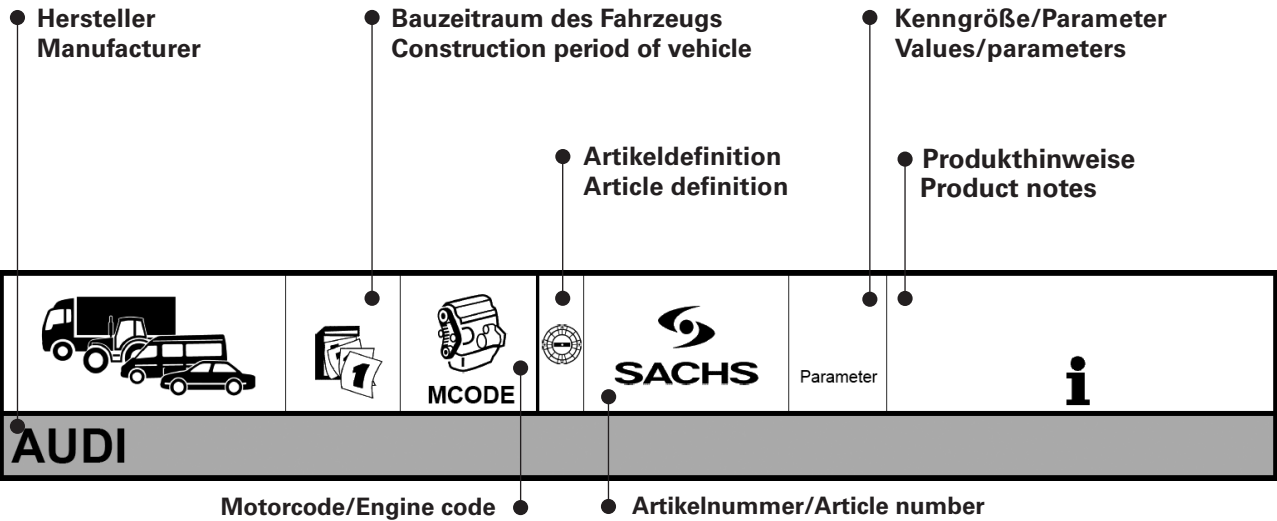 Hersteller
Manufacturer
Bauzeitraum des Fahrzeugs
Construction period of vehicle
Kenngröße/Parameter
Values/parameters
Artikeldefinition
Article definition
Produkthinweise
Product notes
1
MCODE
SACHS
Parameter
i
AUDI
Motorcode/Engine code
Artikelnummer/Article number